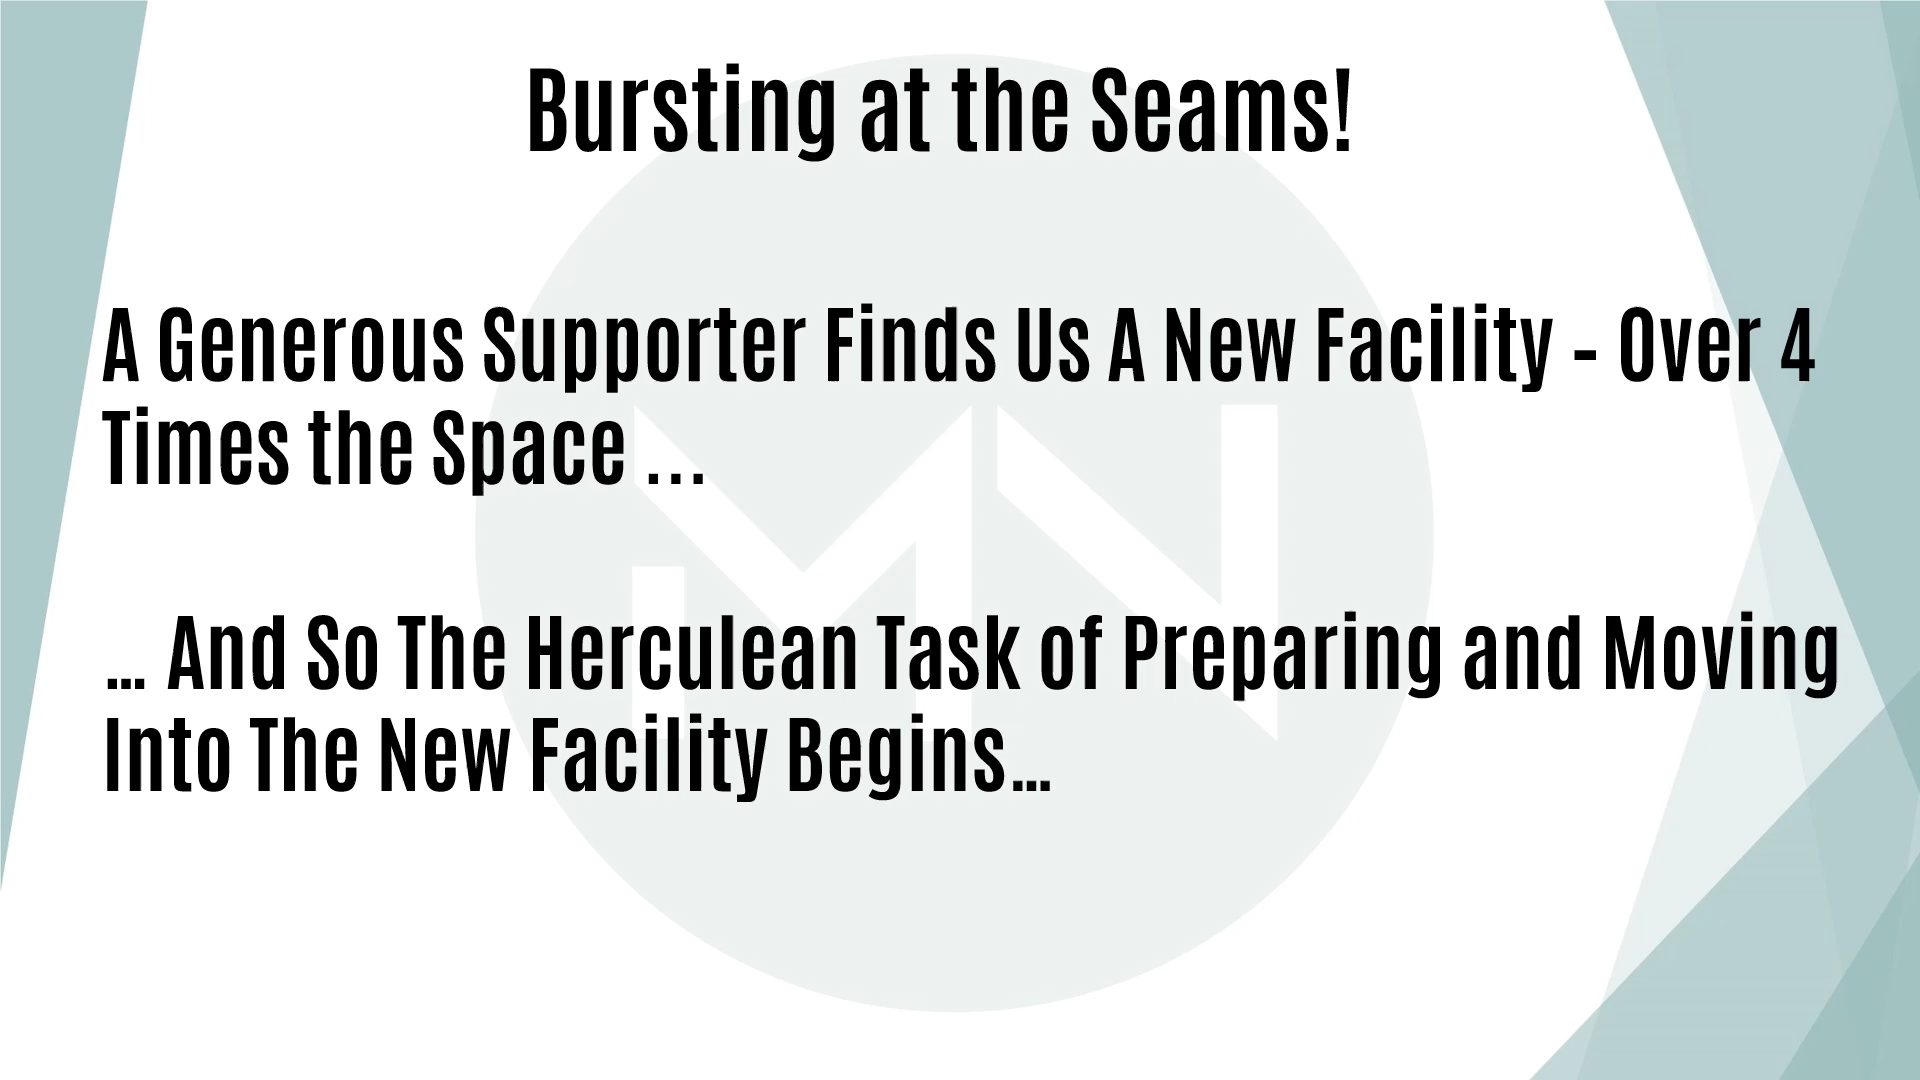 Bursting at the Seams!
A Generous Supporter Finds Us A New Facility – Over 4
Times the Space ...
... And So The Herculean Task of Preparing and Moving
Into The New Facility Begins...
MN